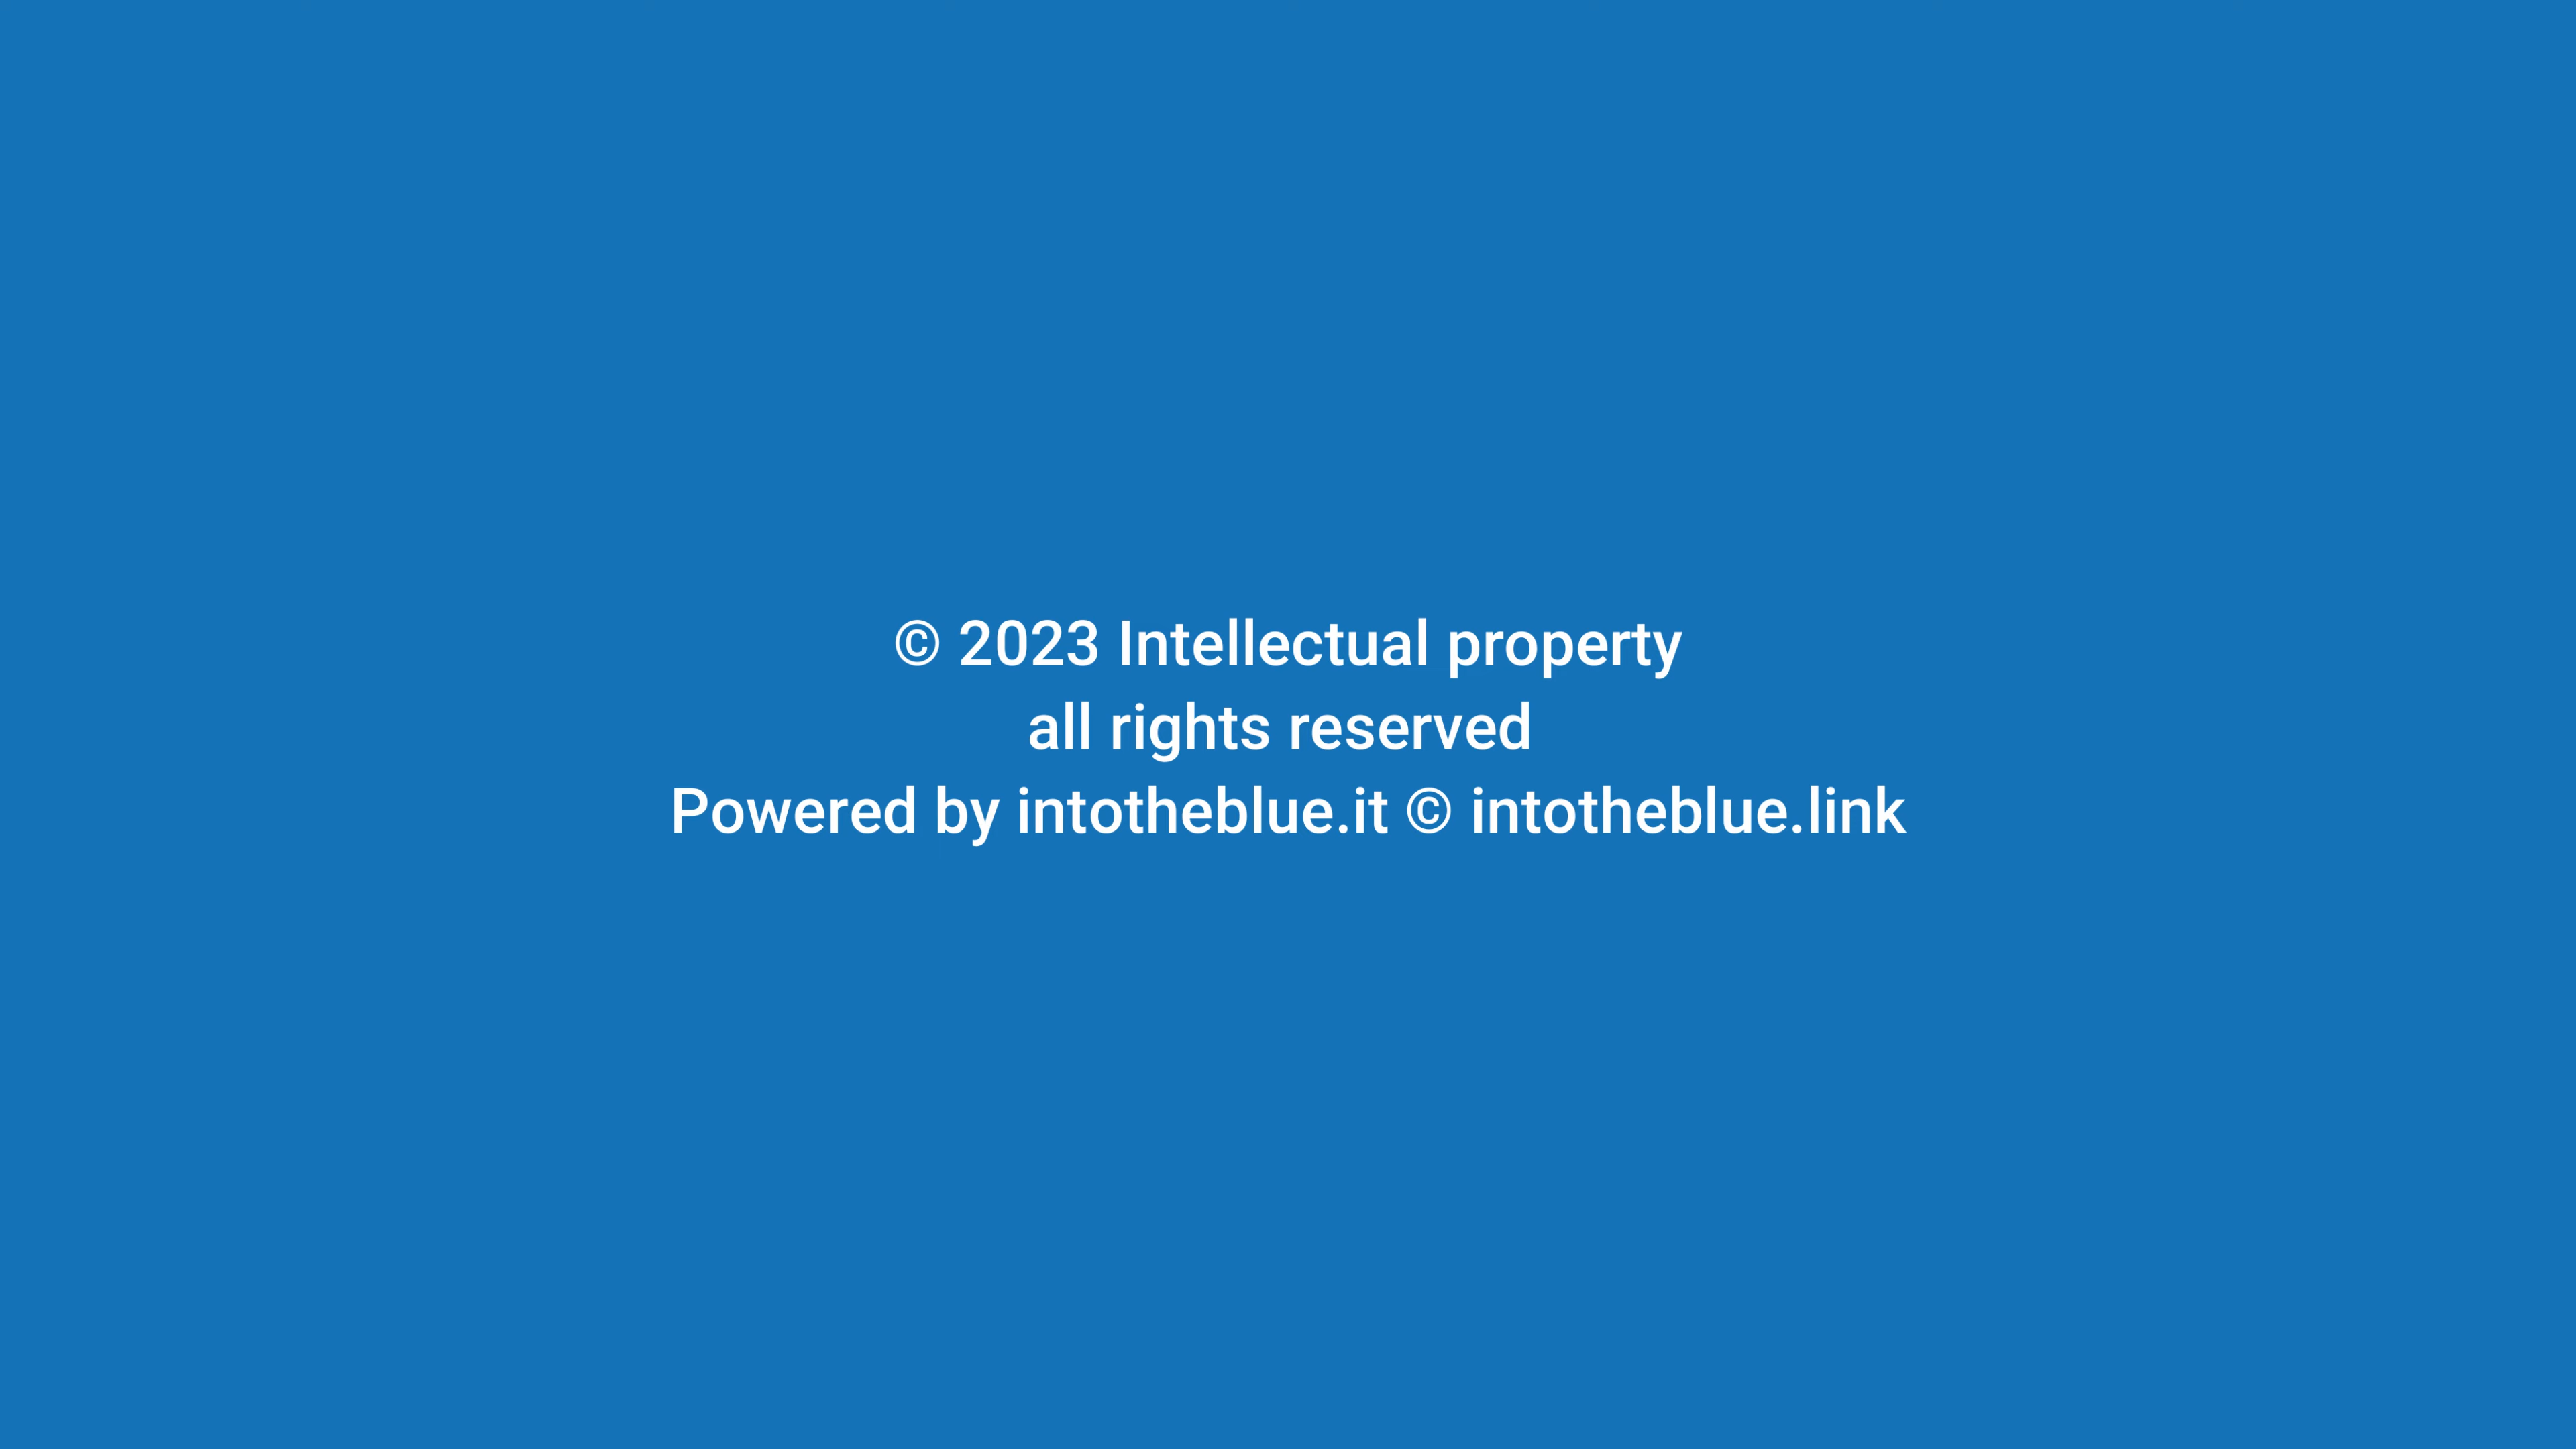 © 2023 Intellectual property
all rights reserved
Powered by intotheblue.it © intotheblue.link